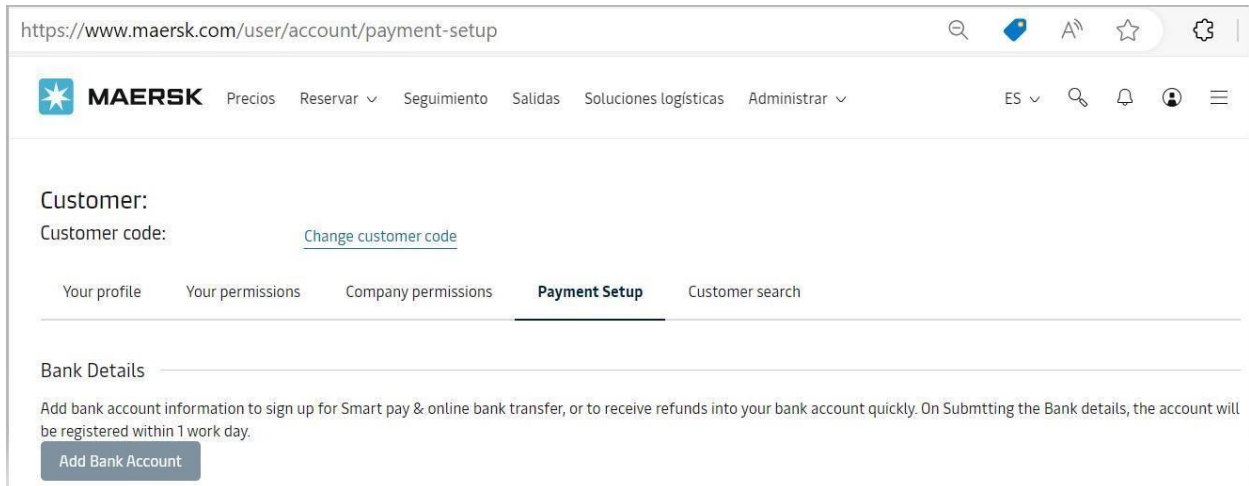 https://www.maersk.com/user/account/payment-setup
MAERSK Precios Reservar Seguimiento Salidas Soluciones logísticas Administrar ES
Customer:
Customer code: Change customer code
Your profile Your permissions Company permissions Payment Setup Customer search
Bank Details
Add bank account information to sign up for Smart pay & online bank transfer, or to receive refunds into your bank account quickly. On Submtting the Bank details, the account will
be registered within 1 work day.
Add Bank Account